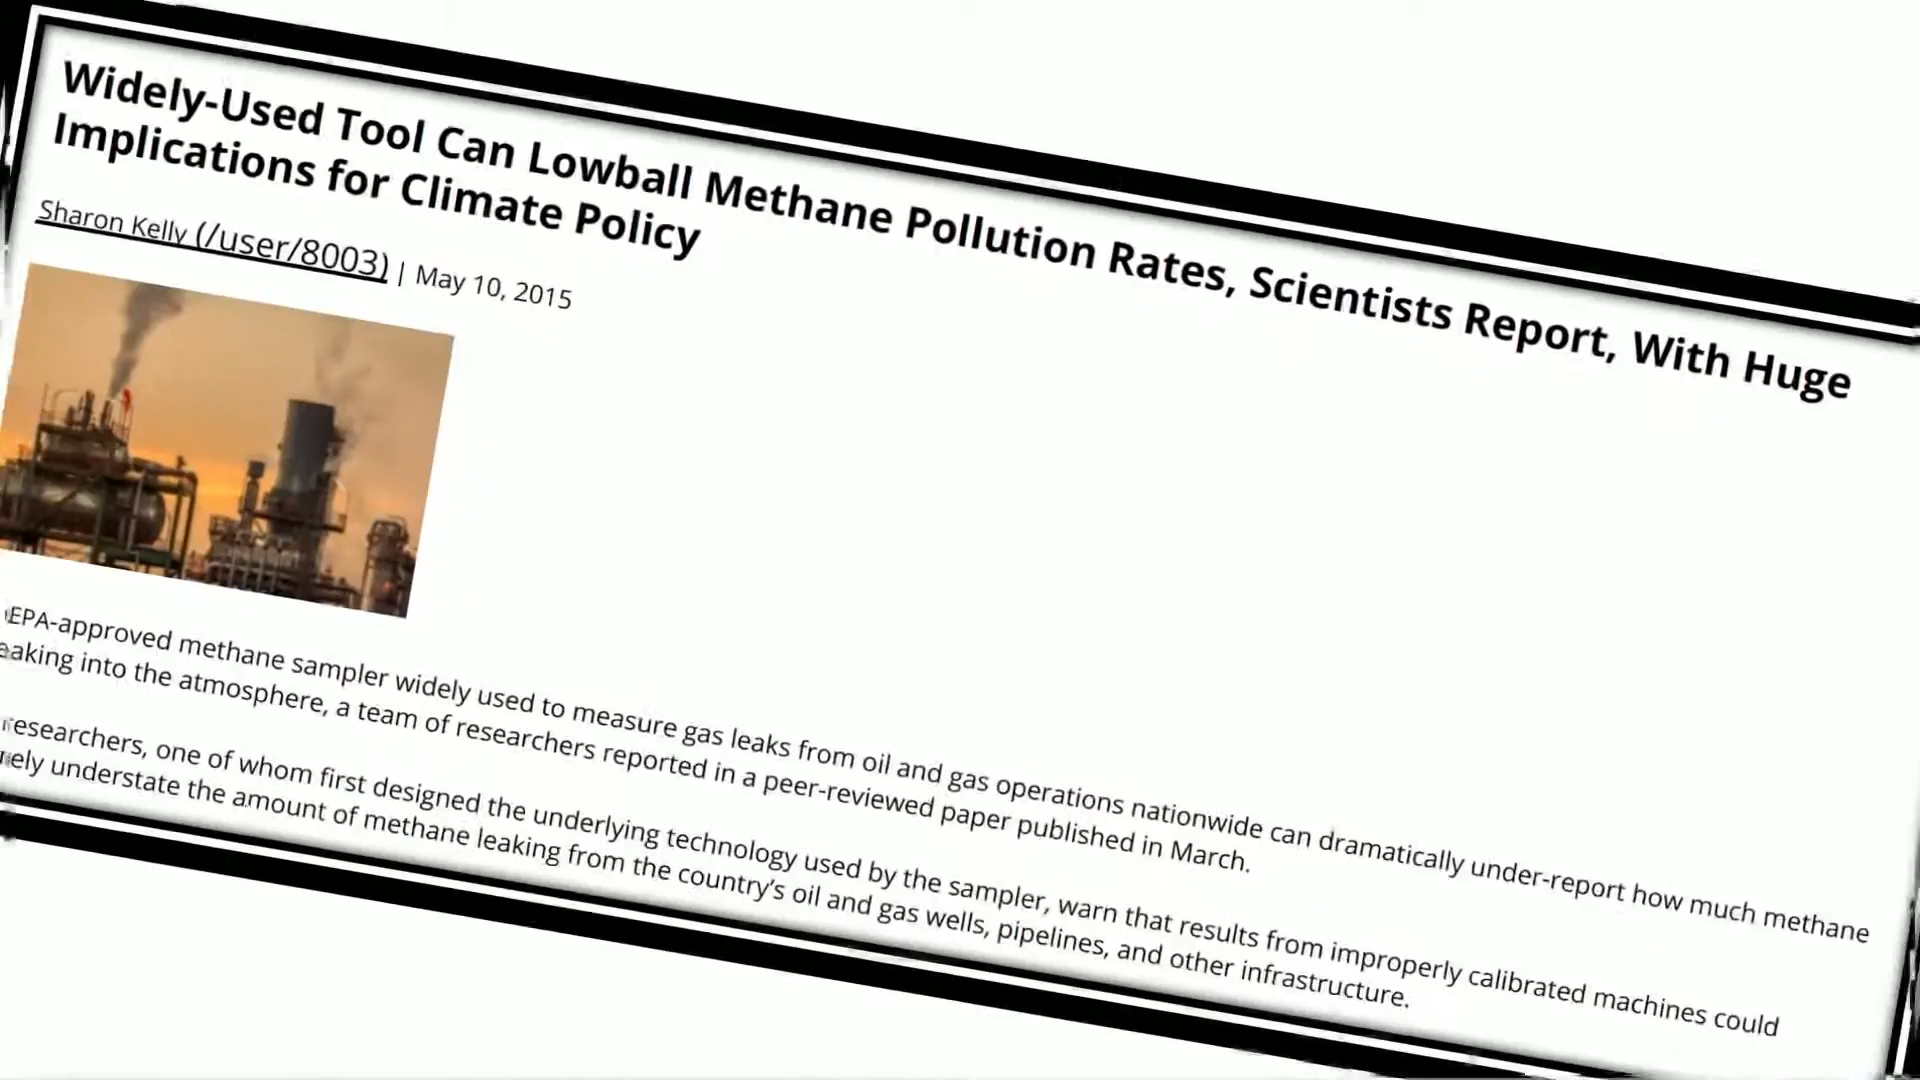 Widely-Used Tool Can Lowball Methane Pollution Rates, Scientists Report, With Huge
Implications for Climate Policy
Sharon Kelly (/user/8003) | May 10, 2015
EPA-approved methane sampler widely used to measure gas leaks from oil and gas operations nationwide can dramatically under-report how much methane
eaking into the atmosphere, a team of researchers reported in a peer-reviewed paper published in March.
researchers, one of whom first designed the underlying technology used by the sampler, warn that results from improperly calibrated machines could
rely understate the amount of methane leaking from the country's oil and gas wells, pipelines, and other infrastructure.